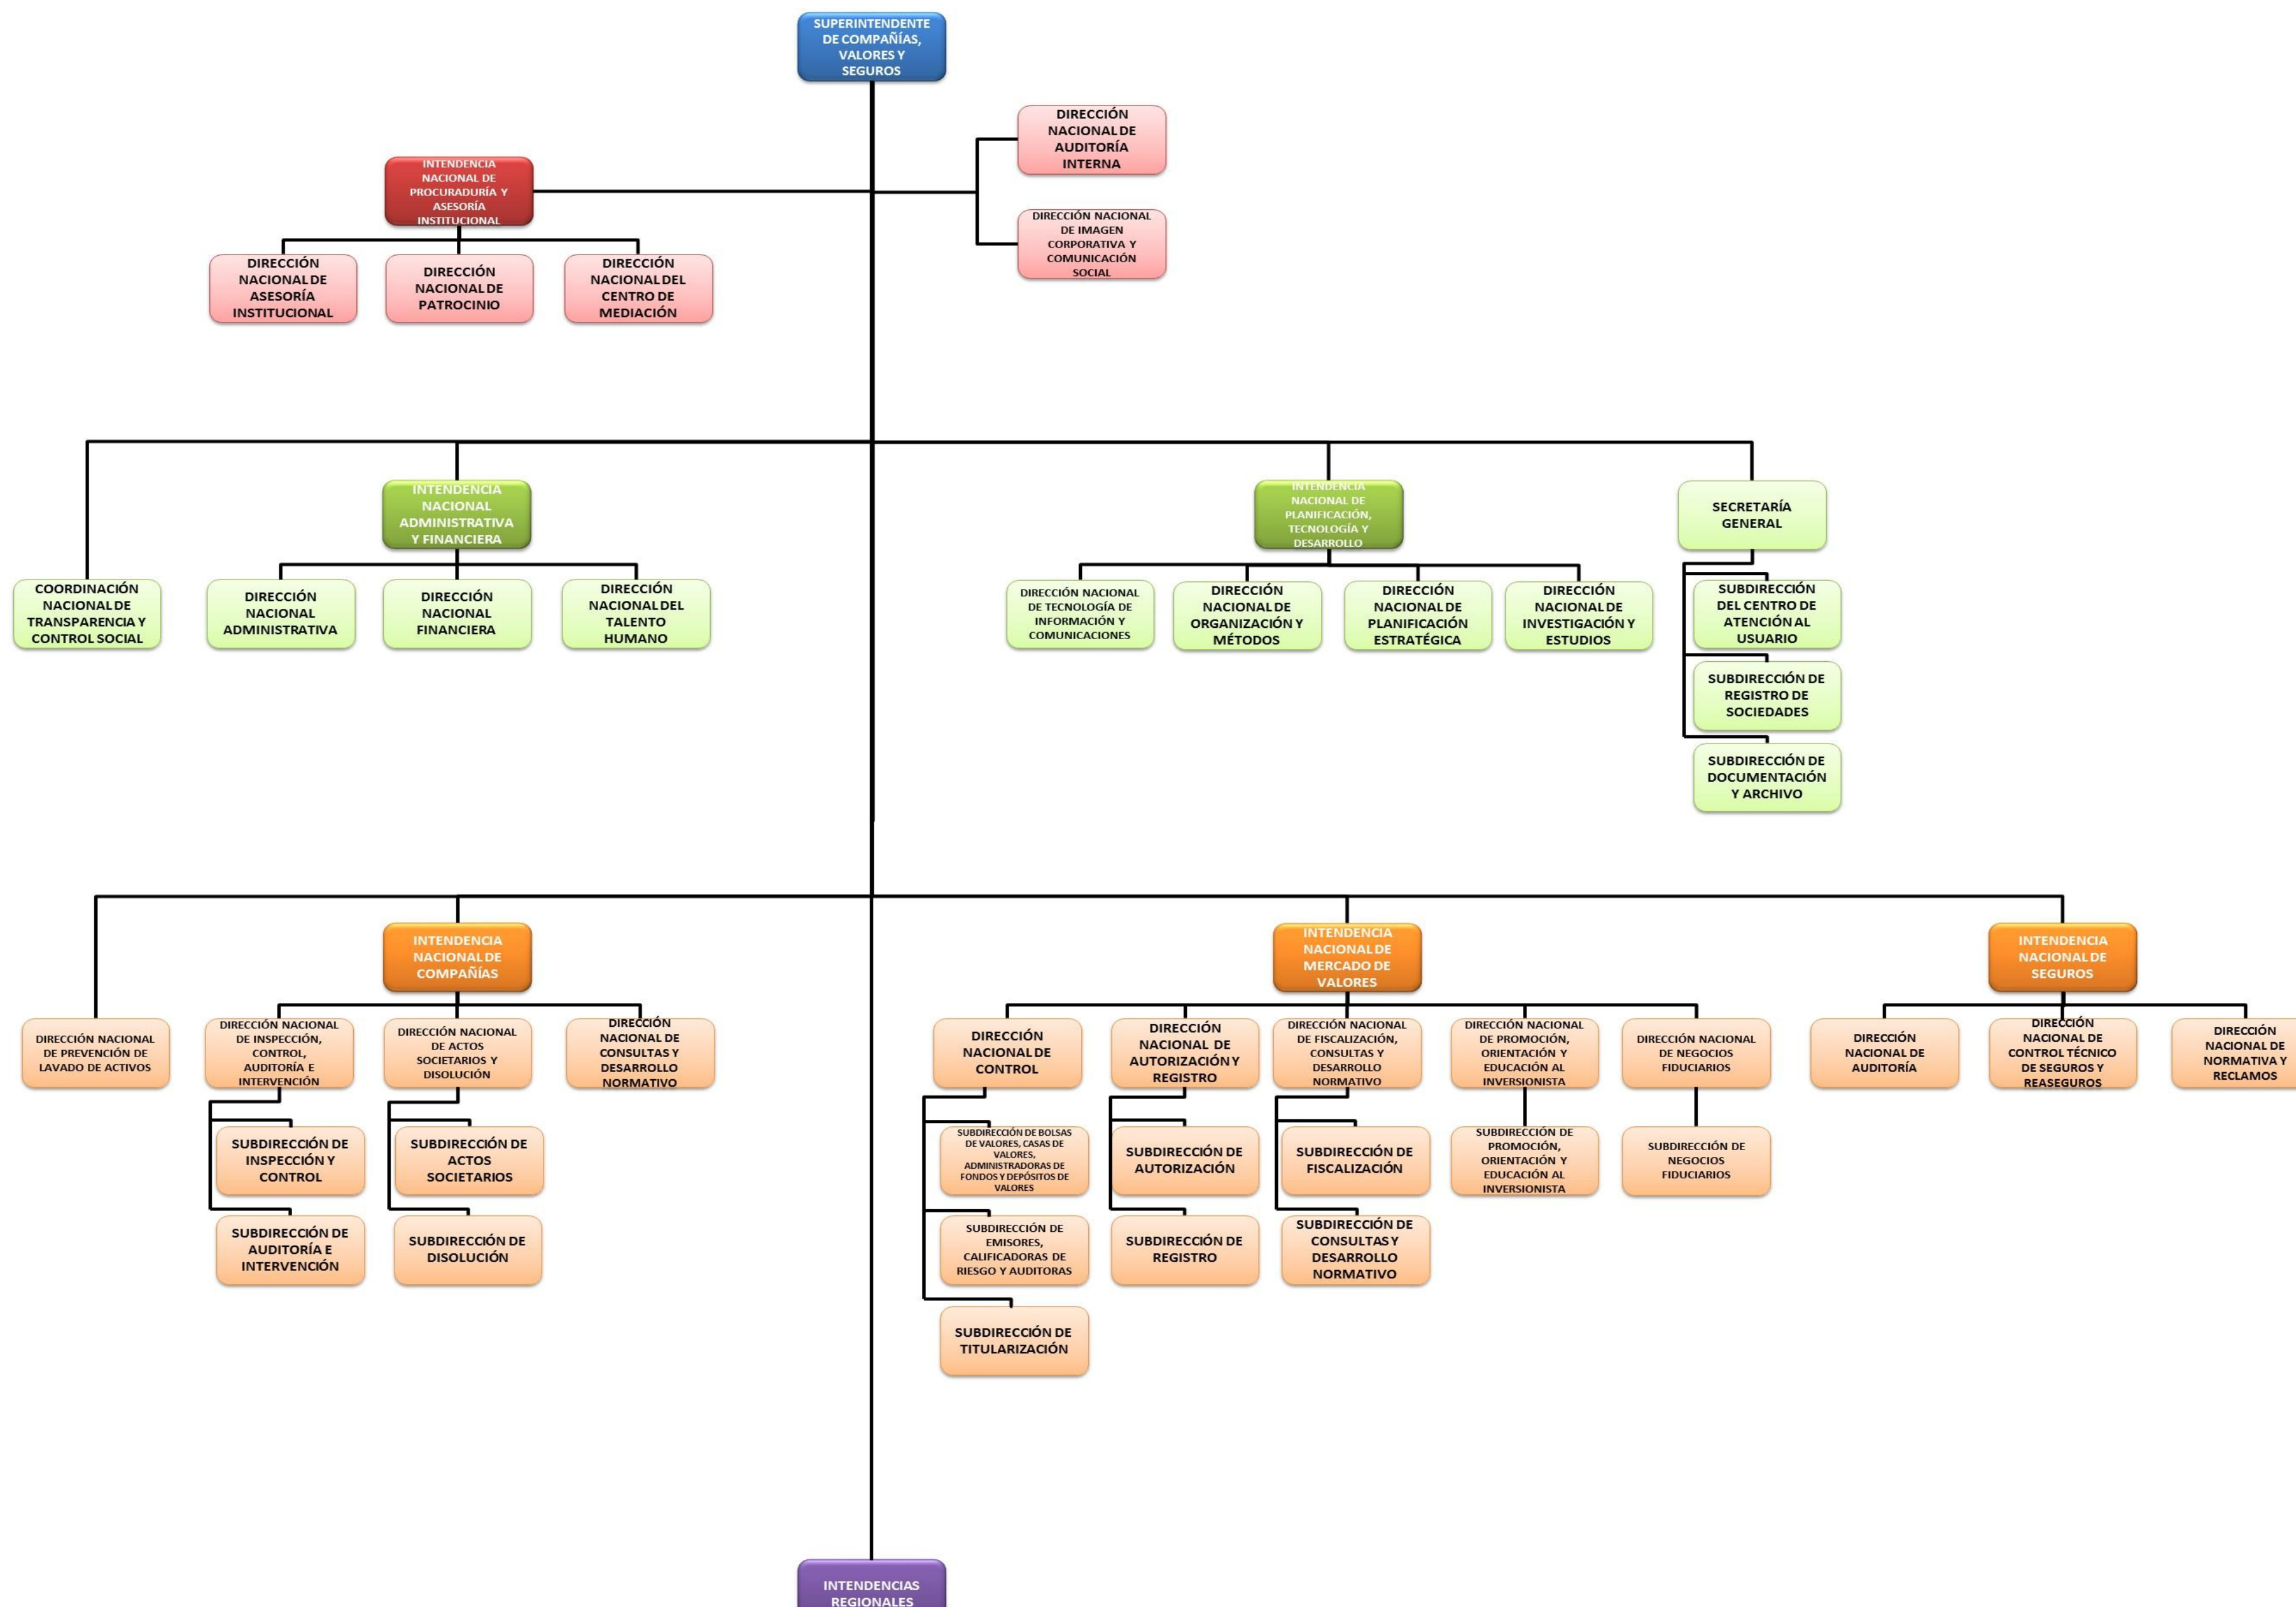 SUPERINTENDENTE
DE COMPAÑÍAS,
VALORES Y
SEGUROS
DIRECCIÓN
NACIONAL DE
AUDITORÍA
INTERNA
INTENDENCIA
NACIONAL DE
PROCURADURÍA Y
ASESORÍA
INSTITUCIONAL
DIRECCIÓN NACIONAL
DE IMAGEN
CORPORATIVA Y
COMUNICACIÓN
SOCIAL
DIRECCIÓN
NACIONAL DE
ASESORÍA
INSTITUCIONAL
DIRECCIÓN
NACIONAL DE
PATROCINIO
DIRECCIÓN
NACIONAL DEL
CENTRO DE
MEDIACIÓN
INTENDENCIA
NACIONAL
ADMINISTRATIVA
Y FINANCIERA
INTENDENCIA
NACIONAL DE
PLANIFICACIÓN,
TECNOLOGÍA Y
DESARROLLO
SECRETARÍA
GENERAL
COORDINACIÓN
NACIONAL DE
TRANSPARENCIA Y
CONTROL SOCIAL
DIRECCIÓN
NACIONAL
ADMINISTRATIVA
DIRECCIÓN
NACIONAL
FINANCIERA
DIRECCIÓN
NACIONAL DEL
TALENTO
HUMANO
DIRECCIÓN NACIONAL
DE TECNOLOGÍA DE
INFORMACIÓN Y
COMUNICACIONES
DIRECCIÓN
NACIONAL DE
ORGANIZACIÓN Y
MÉTODOS
DIRECCIÓN
NACIONAL DE
PLANIFICACIÓN
ESTRATÉGICA
DIRECCIÓN
NACIONAL DE
INVESTIGACIÓN Y
ESTUDIOS
SUBDIRECCIÓN
DEL CENTRO DE
ATENCIÓN AL
USUARIO
SUBDIRECCIÓN DE
REGISTRO DE
SOCIEDADES
SUBDIRECCIÓN DE
DOCUMENTACIÓN
Y ARCHIVO
INTENDENCIA
NACIONAL DE
COMPAÑÍAS
INTENDENCIA
NACIONAL DE
MERCADO DE
VALORES
INTENDENCIA
NACIONAL DE
SEGUROS
DIRECCIÓN NACIONAL
DE PREVENCIÓN DE
LAVADO DE ACTIVOS
DIRECCIÓN NACIONAL
DE INSPECCIÓN,
CONTROL,
AUDITORÍA E
INTERVENCIÓN
DIRECCIÓN NACIONAL
DE ACTOS
SOCIETARIOS Y
DISOLUCIÓN
DIRECCIÓN
NACIONAL DE
CONSULTAS Y
DESARROLLO
NORMATIVO
DIRECCIÓN
NACIONAL DE
CONTROL
DIRECCIÓN
NACIONAL DE
AUTORIZACIÓN Y
REGISTRO
DIRECCIÓN NACIONAL
DE FISCALIZACIÓN,
CONSULTAS Y
DESARROLLO
NORMATIVO
DIRECCIÓN NACIONAL
DE PROMOCIÓN,
ORIENTACIÓN Y
EDUCACIÓN AL
INVERSIONISTA
DIRECCIÓN NACIONAL
DE NEGOCIOS
FIDUCIARIOS
DIRECCIÓN
NACIONAL DE
AUDITORÍA
DIRECCIÓN
NACIONAL DE
CONTROL TÉCNICO
DE SEGUROS Y
REASEGUROS
DIRECCIÓN
NACIONAL DE
NORMATIVA Y
RECLAMOS
SUBDIRECCIÓN DE
INSPECCIÓN Y
CONTROL
SUBDIRECCIÓN DE
ACTOS
SOCIETARIOS
SUBDIRECCIÓN DE BOLSAS
DE VALORES, CASAS DE
VALORES,
ADMINISTRADORAS DE
FONDOS Y DEPÓSITOS DE
VALORES
SUBDIRECCIÓN DE
AUTORIZACIÓN
SUBDIRECCIÓN DE
FISCALIZACIÓN
SUBDIRECCIÓN DE
PROMOCIÓN,
ORIENTACIÓN Y
EDUCACIÓN AL
INVERSIONISTA
SUBDIRECCIÓN DE
NEGOCIOS
FIDUCIARIOS
SUBDIRECCIÓN DE
AUDITORÍA E
INTERVENCIÓN
SUBDIRECCIÓN DE
DISOLUCIÓN
SUBDIRECCIÓN DE
EMISORES,
CALIFICADORAS DE
RIESGO Y AUDITORAS
SUBDIRECCIÓN DE
REGISTRO
SUBDIRECCIÓN DE
CONSULTAS Y
DESARROLLO
NORMATIVO
SUBDIRECCIÓN DE
TITULARIZACIÓN
INTENDENCIAS
REGIONALES